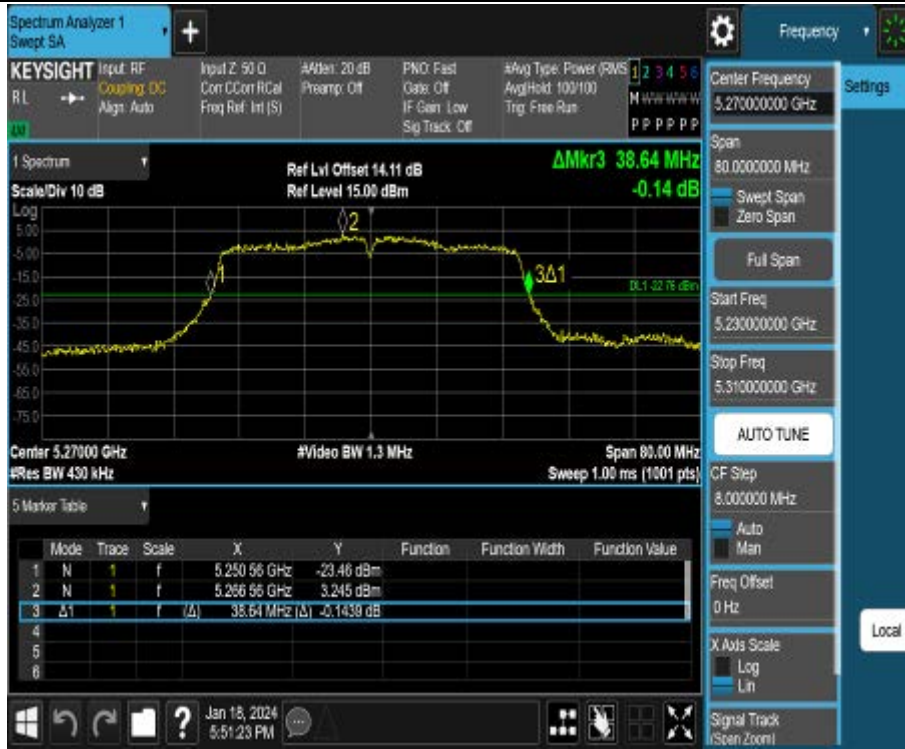 Spectrum Analyzer 1
Swept SA
+
Frequency
KEYSIGHT
RL
Input: RF
Coupling: DC
Align: Auto
Input Z: 50 Ω
Corr CCorr RCal
Freq Ref: Int (S)
#Atten: 20 dB
Preamp: Off
PNO: Fast
Gate: Off
IF Gain: Low
Sig Track: Off
#Avg Type: Power (RMS
Avg|Hold: 100/100
Trig: Free Run
1 2 3 4 5 6
M W W W W W
P P P P P P
LXI
1 Spectrum
Scale/Div 10 dB
Ref Lvl Offset 14.11 dB
Ref Level 15.00 dBm
ΔMkr3 38.64 MHz
-0.14 dB
Log
5.00
-5.00
-15.0
-25.0
-35.0
-45.0
-55.0
-65.0
-75.0
1
2
3Δ1
DL1 -22.76 dBm
Center 5.27000 GHz
#Video BW 1.3 MHz
Span 80.00 MHz
#Res BW 430 kHz
Sweep 1.00 ms (1001 pts)
5 Marker Table
Mode Trace Scale X Y Function Function Width Function Value
1 N 1 f 5.250 56 GHz -23.46 dBm
2 N 1 f 5.266 56 GHz 3.245 dBm
3 Δ1 1 f (Δ) 38.64 MHz (Δ) -0.1439 dB
4
5
6
Jan 18, 2024
5:51:23 PM
?
Center Frequency
5.270000000 GHz
Settings
Span
80.0000000 MHz
Swept Span
Zero Span
Full Span
Start Freq
5.230000000 GHz
Stop Freq
5.310000000 GHz
AUTO TUNE
CF Step
8.000000 MHz
Auto
Man
Freq Offset
0 Hz
X Axis Scale
Log
Lin
Signal Track
(Span Zoom)
Local